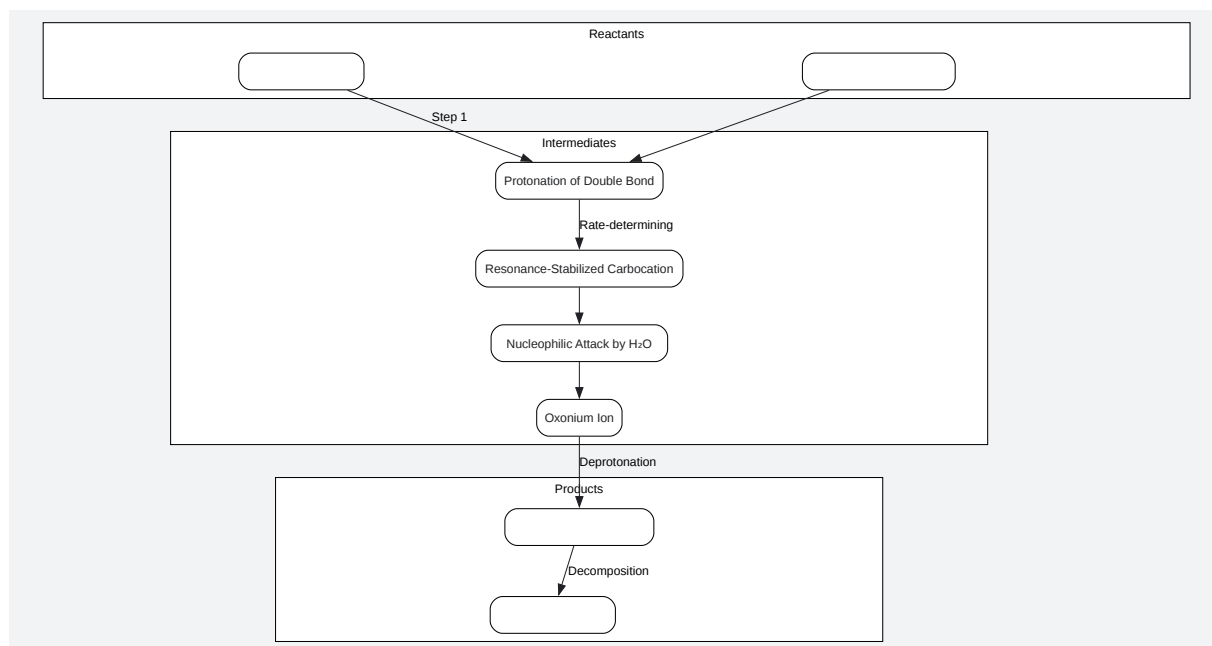 Reactants
Step 1
Intermediates
Protonation of Double Bond
Rate-determining
Resonance-Stabilized Carbocation
Nucleophilic Attack by H₂O
Oxonium Ion
Deprotonation
Products
Decomposition